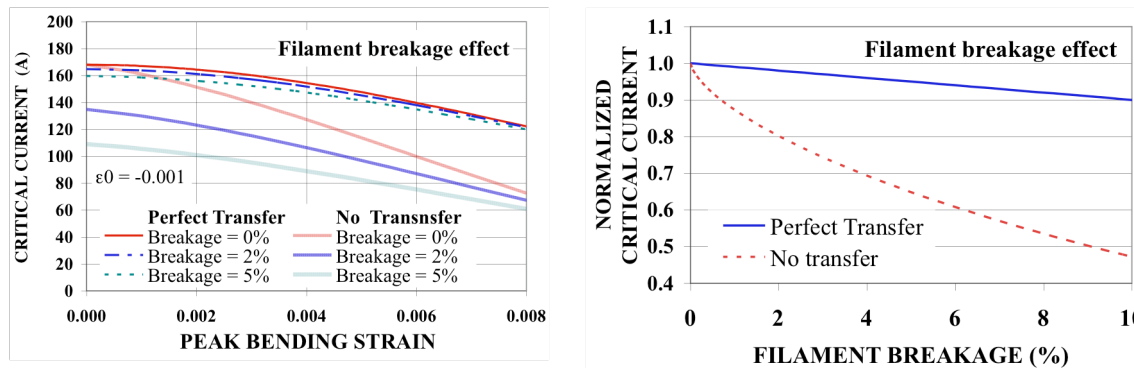 200
180
160
140
120
100
80
60
40
20
0
CRITICAL CURRENT (A)
Filament breakage effect
ε0 = -0.001
Perfect Transfer No Transnsfer
Breakage = 0% Breakage = 0%
Breakage = 2% Breakage = 2%
Breakage = 5% Breakage = 5%
0.000 0.002 0.004 0.006 0.008
PEAK BENDING STRAIN
1.1
1.0
0.9
0.8
0.7
0.6
0.5
0.4
NORMALIZED
CRITICAL CURRENT
Filament breakage effect
Perfect Transfer
No transfer
0 2 4 6 8 10
FILAMENT BREAKAGE (%)